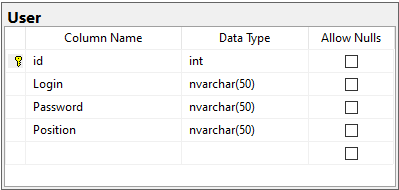 User
Column Name Data Type Allow Nulls
id int
Login nvarchar(50)
Password nvarchar(50)
Position nvarchar(50)